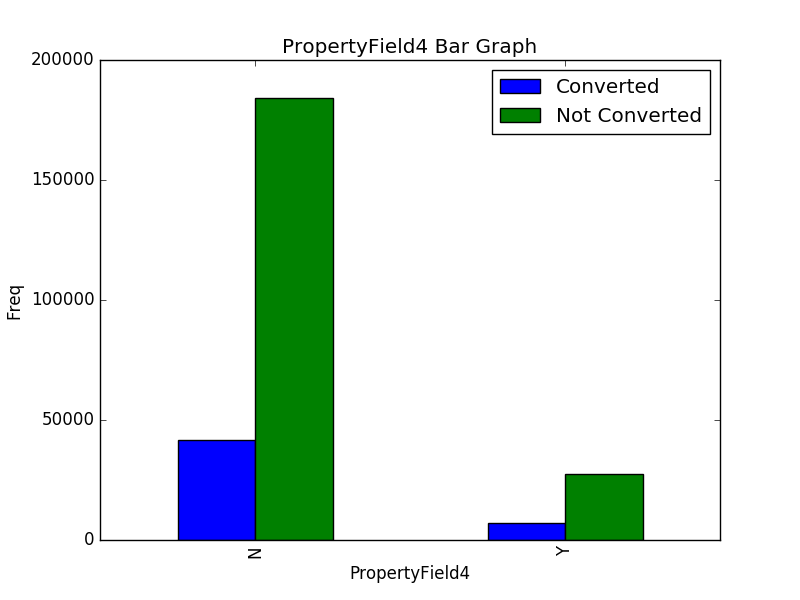 PropertyField4 Bar Graph
200000
150000
100000
50000
0
Freq
Converted
Not Converted
N
Y
PropertyField4